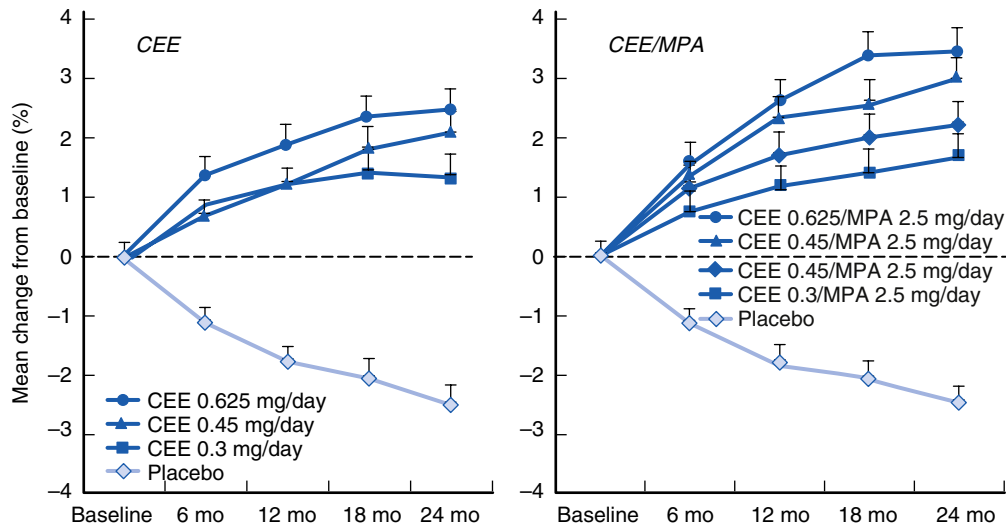 Mean change from baseline (%)
4
3
2
1
0
–1
–2
–3
–4
CEE
CEE 0.625 mg/day
CEE 0.45 mg/day
CEE 0.3 mg/day
Placebo
Baseline 6 mo 12 mo 18 mo 24 mo
4
3
2
1
0
–1
–2
–3
–4
CEE/MPA
CEE 0.625/MPA 2.5 mg/day
CEE 0.45/MPA 2.5 mg/day
CEE 0.45/MPA 2.5 mg/day
CEE 0.3/MPA 2.5 mg/day
Placebo
Baseline 6 mo 12 mo 18 mo 24 mo